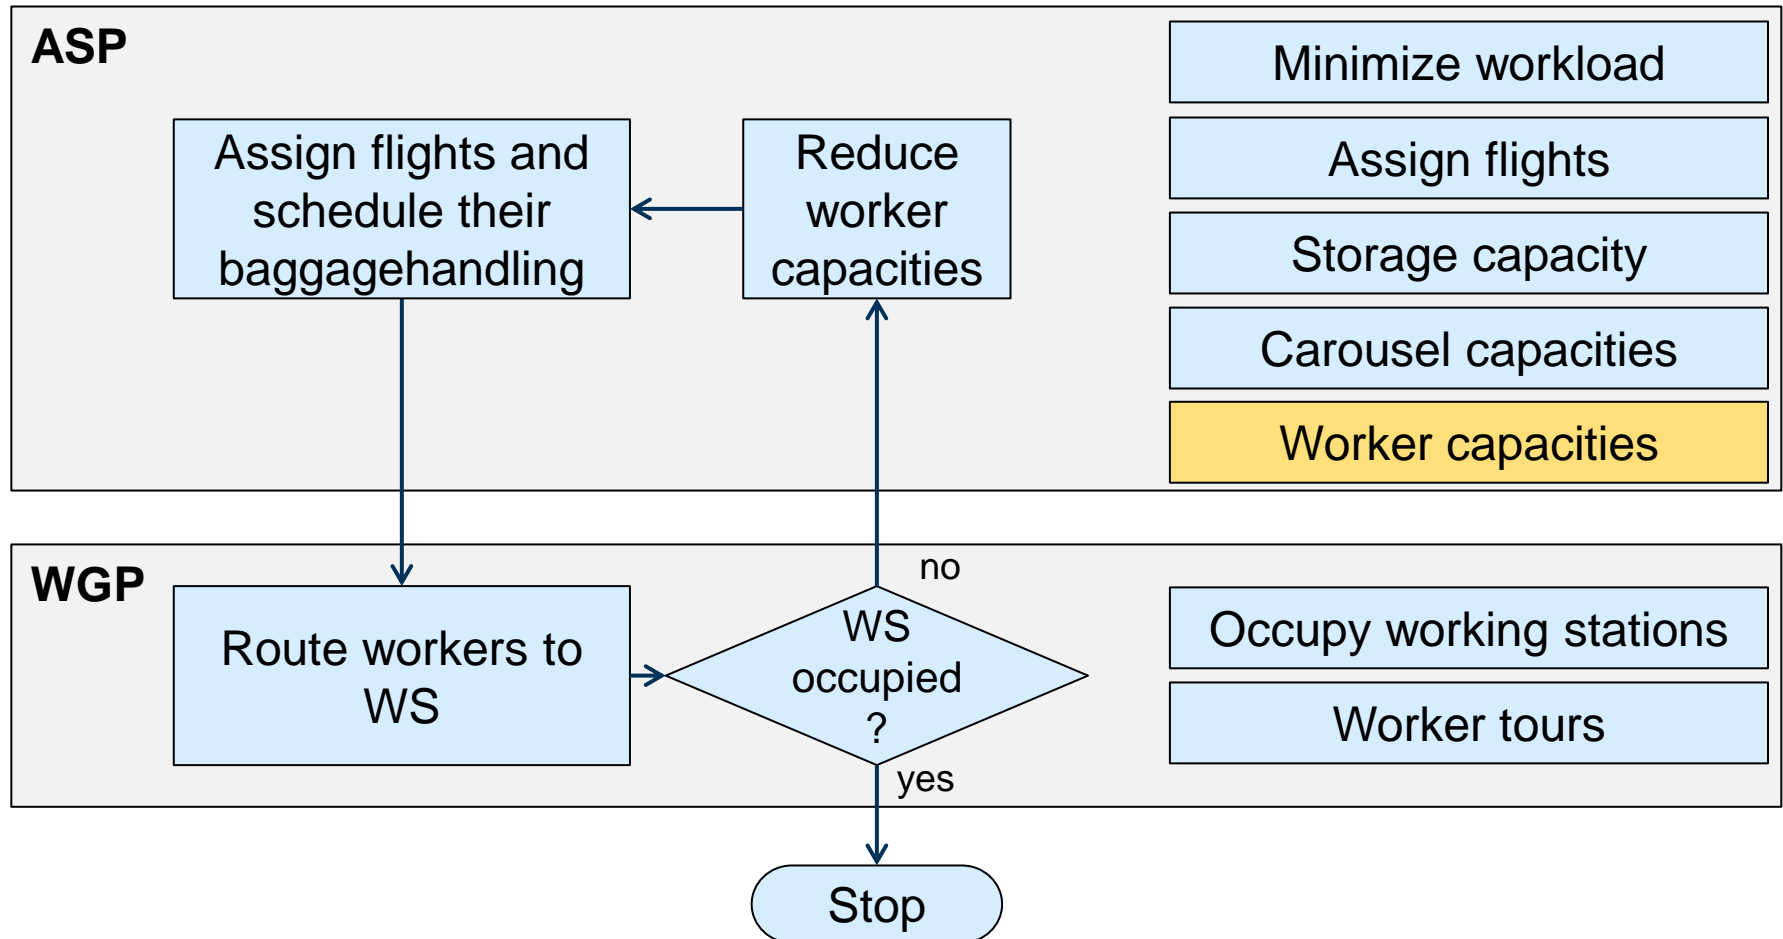 ASP
Assign flights and
schedule their
baggagehandling
Reduce
worker
capacities
Minimize workload
Assign flights
Storage capacity
Carousel capacities
Worker capacities
WGP
Route workers to
WS
WS
occupied
?
no
yes
Occupy working stations
Worker tours
Stop